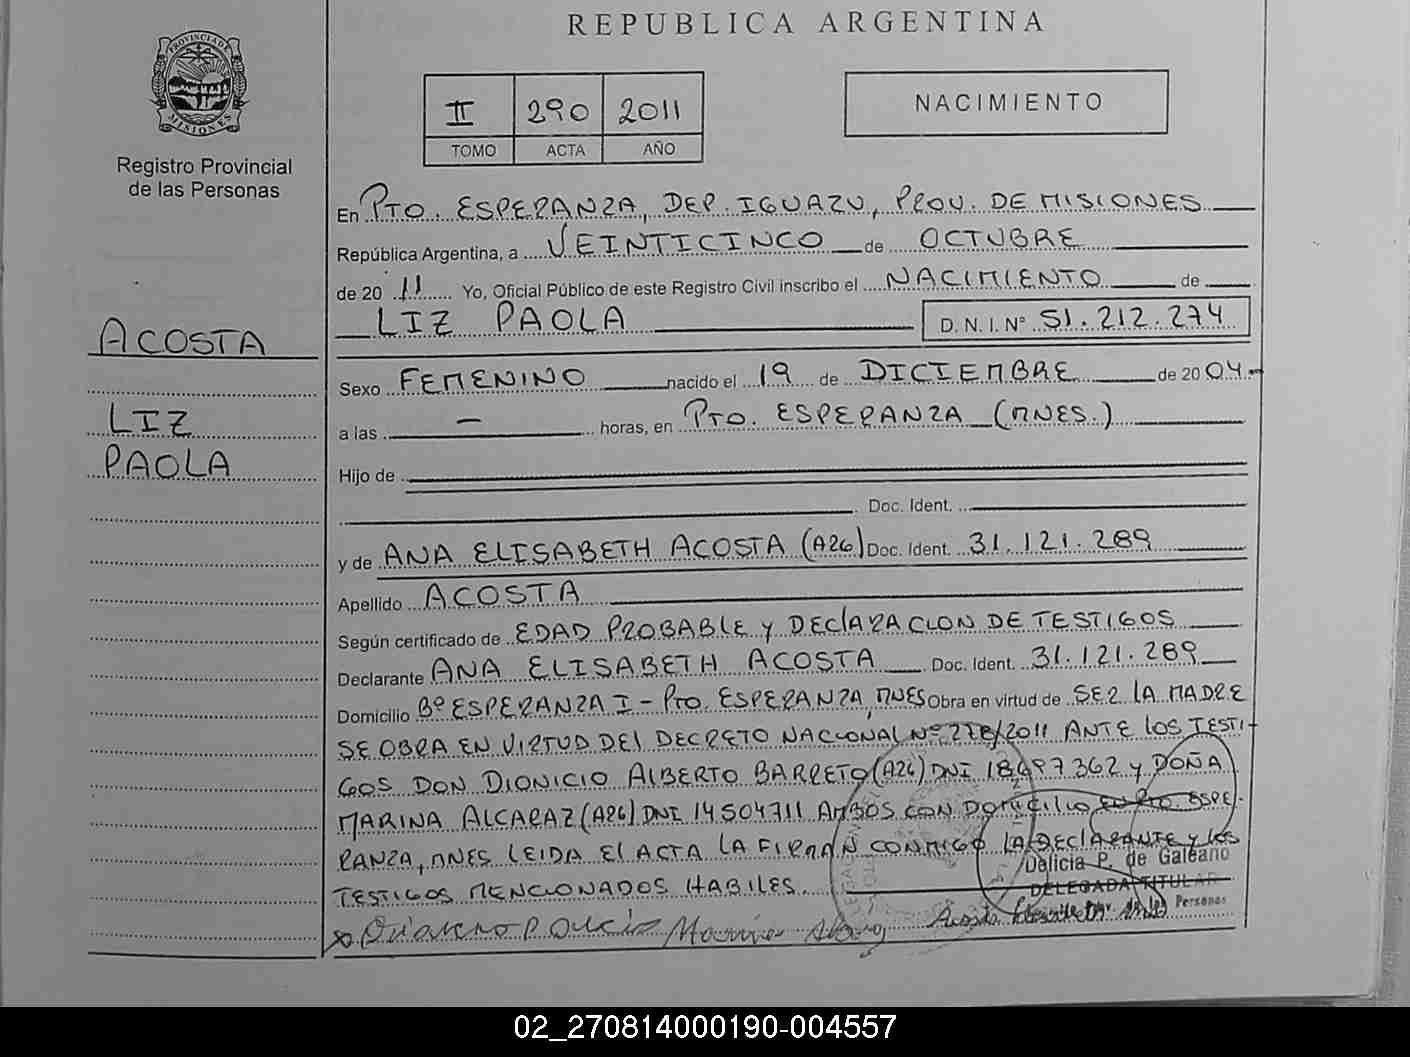 REPUBLICA ARGENTINA
PROVINCIA DE MISIONES
Registro Provincial
de las Personas
II 290 2011
TOMO ACTA AÑO
NACIMIENTO
ACOSTA
LIZ
PAOLA
En PTO. ESPERANZA, DEP. IGUAZU, PROV. DE MISIONES
República Argentina, a VEINTICINCO de OCTUBRE
de 20 11 Yo, Oficial Público de este Registro Civil inscribo el NACIMIENTO de
LIZ PAOLA D.N.I. Nº 51.212.274
Sexo FEMENINO nacido el 19 de DICIEMBRE de 20 04.-
a las — horas, en PTO. ESPERANZA (MNES.)
Hijo de
Doc. Ident.
y de ANA ELISABETH ACOSTA (A26) Doc. Ident. 31.121.289
Apellido ACOSTA
Según certificado de EDAD PROBABLE y DECLARACION DE TESTIGOS
Declarante ANA ELISABETH ACOSTA Doc. Ident. 31.121.289
Domicilio Bº ESPERANZA I - PTO. ESPERANZA, MNES Obra en virtud de SER LA MADRE
SE OBRA EN VIRTUD DEL DECRETO NACIONAL Nº 278/2011 ANTE LOS TESTI-
GOS DON DIONICIO ALBERTO BARRETO (A26) DNI 18697362 y DOÑA
MARINA ALCARAZ (A26) DNI 14504711 AMBOS CON DOMICILIO EN PTO. ESPE-
RANZA, MNES LEIDA EL ACTA LA FIRMAN CONMIGO LA DECLARANTE y LOS
TESTIGOS MENCIONADOS HABILES.
Delicia P. de Galeano
DELEGADA TITULAR
de las Personas
02_270814000190-004557